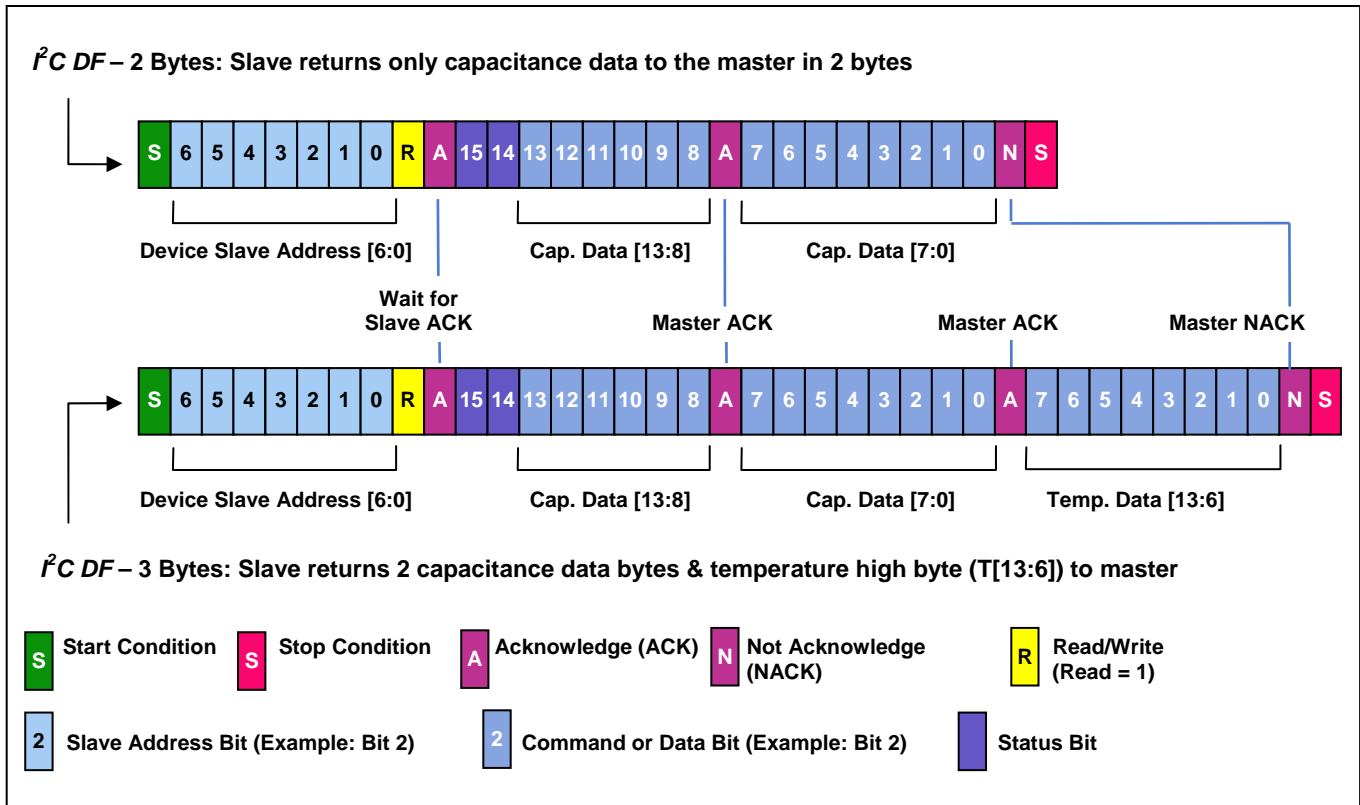 I²C DF – 2 Bytes: Slave returns only capacitance data to the master in 2 bytes
S 6 5 4 3 2 1 0 R A 15 14 13 12 11 10 9 8 A 7 6 5 4 3 2 1 0 N S
Device Slave Address [6:0] Cap. Data [13:8] Cap. Data [7:0]
Wait for
Slave ACK Master ACK Master ACK Master NACK
S 6 5 4 3 2 1 0 R A 15 14 13 12 11 10 9 8 A 7 6 5 4 3 2 1 0 A 7 6 5 4 3 2 1 0 N S
Device Slave Address [6:0] Cap. Data [13:8] Cap. Data [7:0] Temp. Data [13:6]
I²C DF – 3 Bytes: Slave returns 2 capacitance data bytes & temperature high byte (T[13:6]) to master
S Start Condition S Stop Condition A Acknowledge (ACK) N Not Acknowledge
(NACK) R Read/Write
(Read = 1)
2 Slave Address Bit (Example: Bit 2) 2 Command or Data Bit (Example: Bit 2) Status Bit